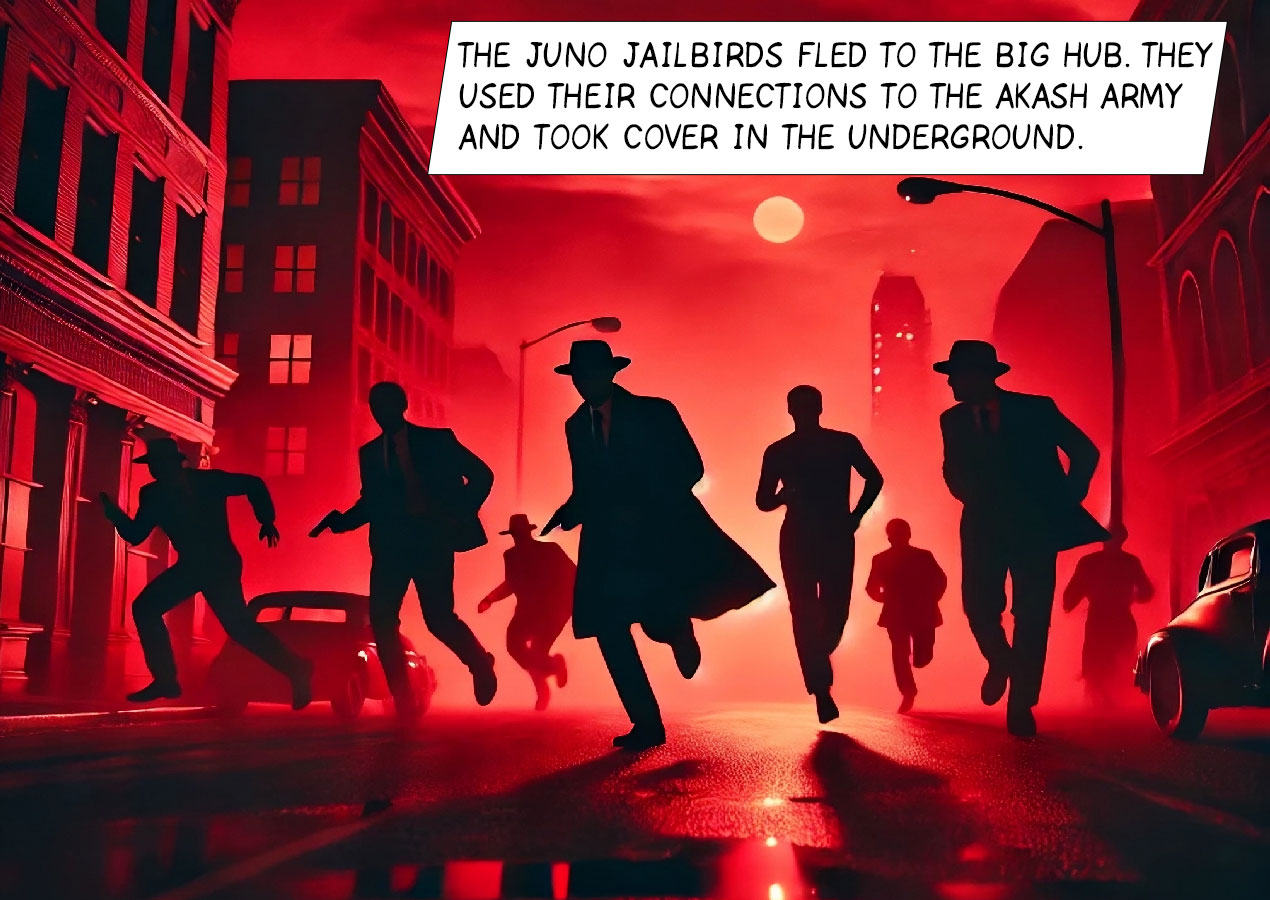 THE JUNO JAILBIRDS FLED TO THE BIG HUB. THEY
USED THEIR CONNECTIONS TO THE AKASH ARMY
AND TOOK COVER IN THE UNDERGROUND.